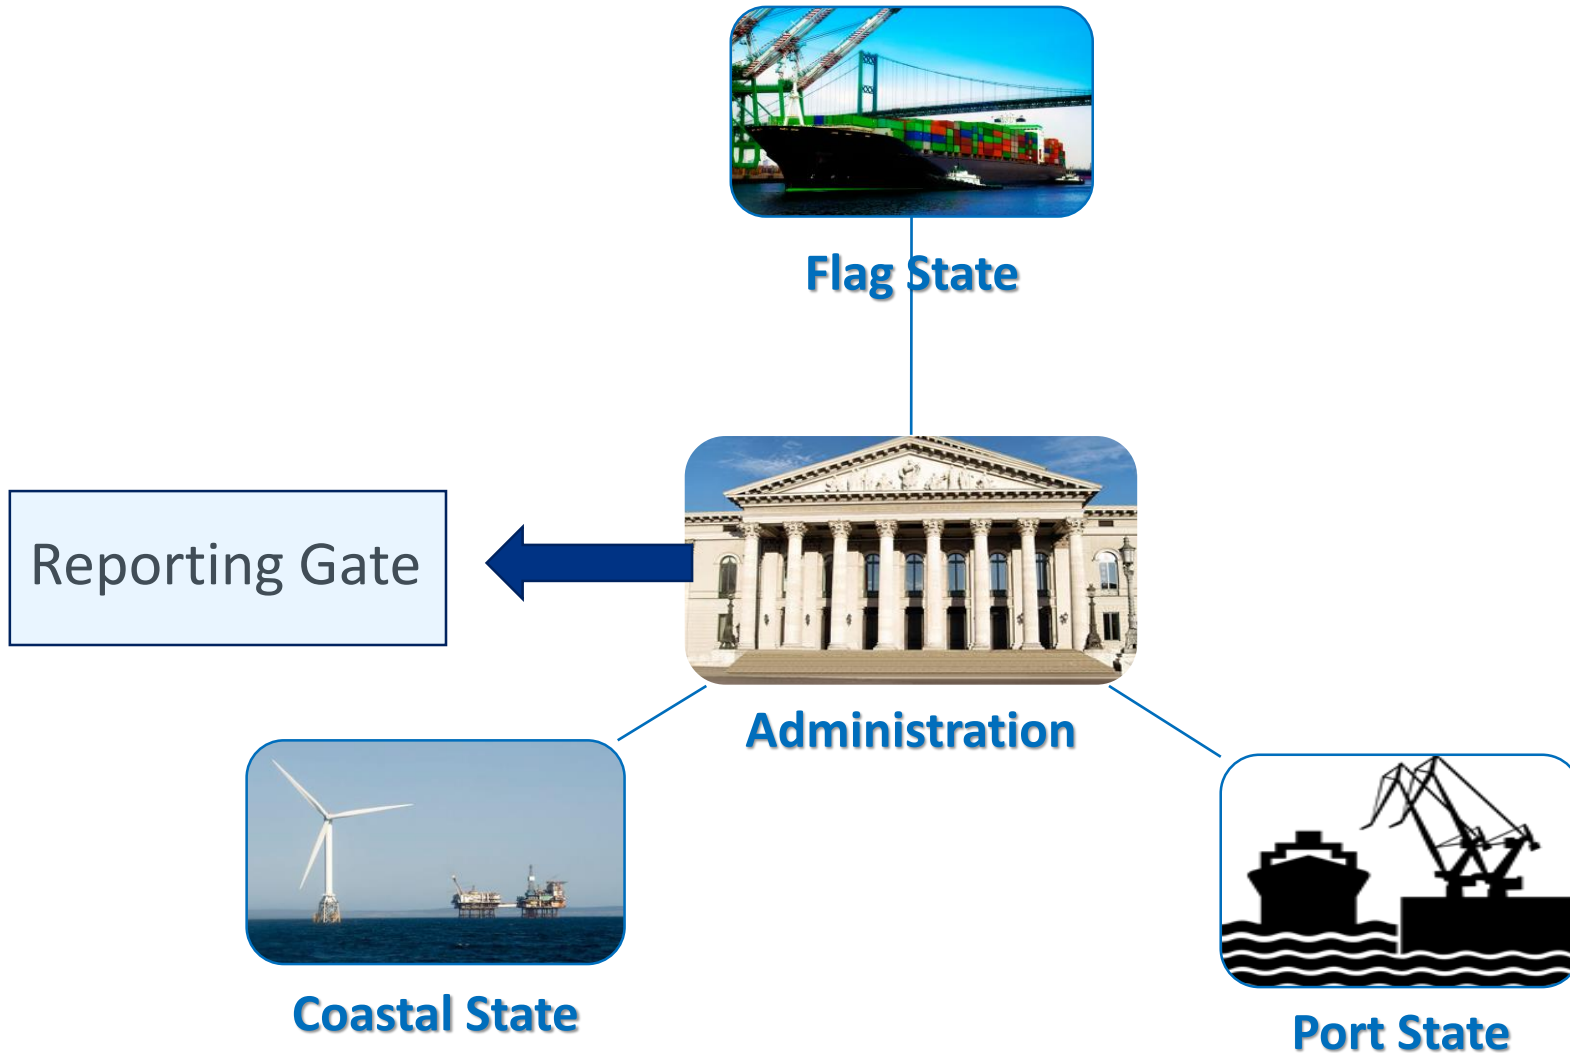 Flag State
Reporting Gate
Administration
Coastal State
Port State